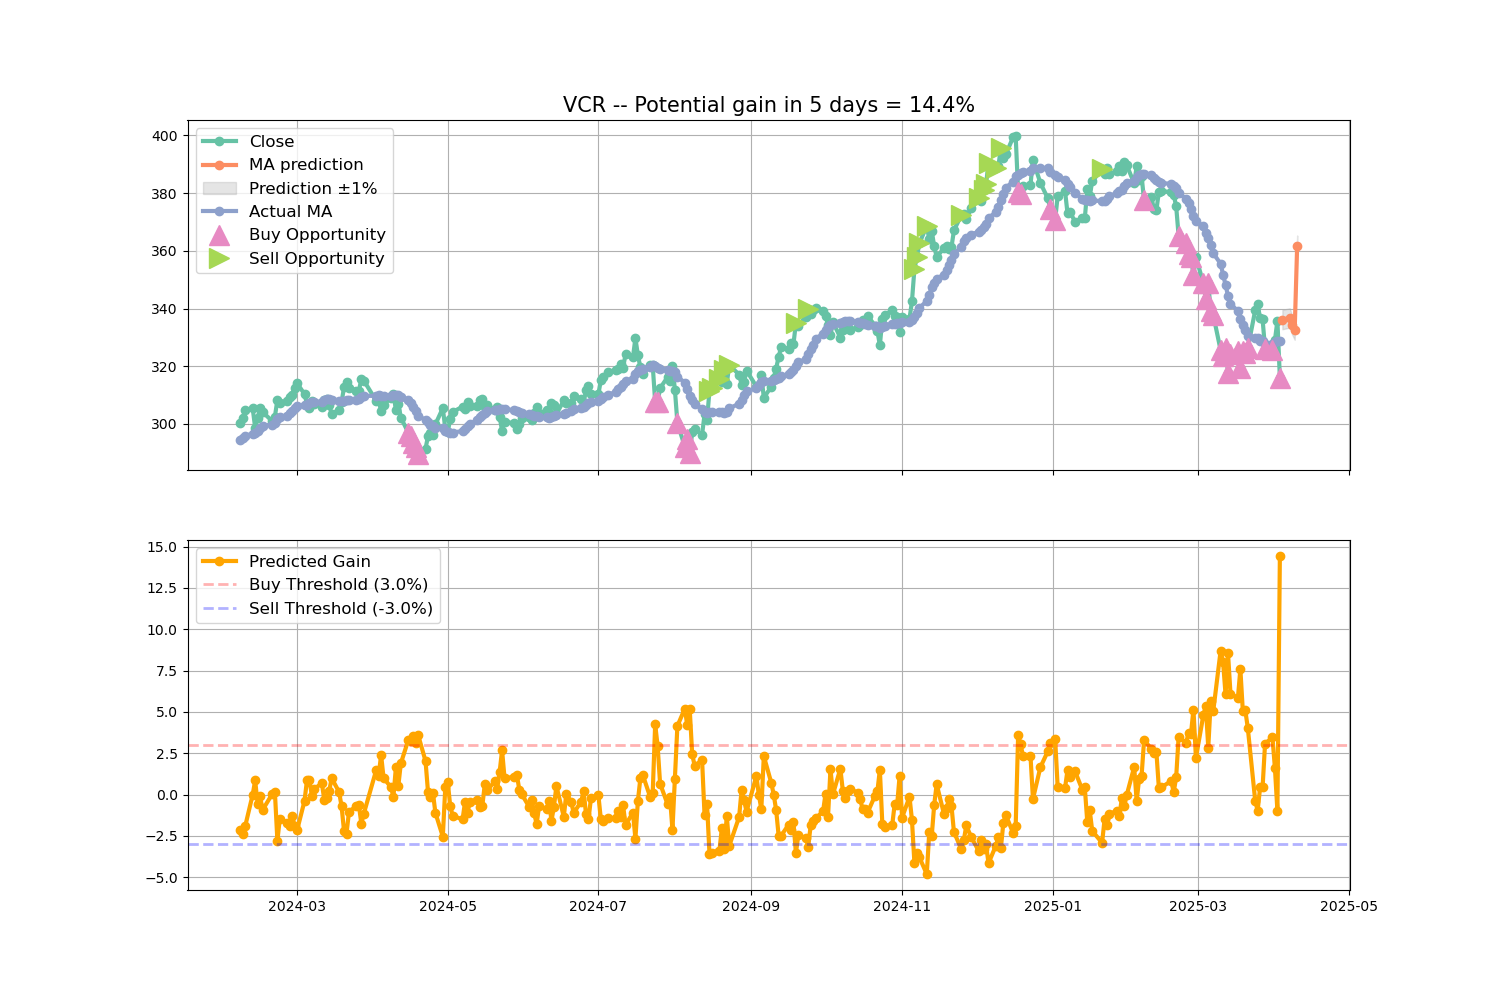 VCR -- Potential gain in 5 days = 14.4%
400
380
360
340
320
300
Close
MA prediction
Prediction ±1%
Actual MA
Buy Opportunity
Sell Opportunity
15.0
12.5
10.0
7.5
5.0
2.5
0.0
−2.5
−5.0
Predicted Gain
Buy Threshold (3.0%)
Sell Threshold (-3.0%)
2024-03 2024-05 2024-07 2024-09 2024-11 2025-01 2025-03 2025-05